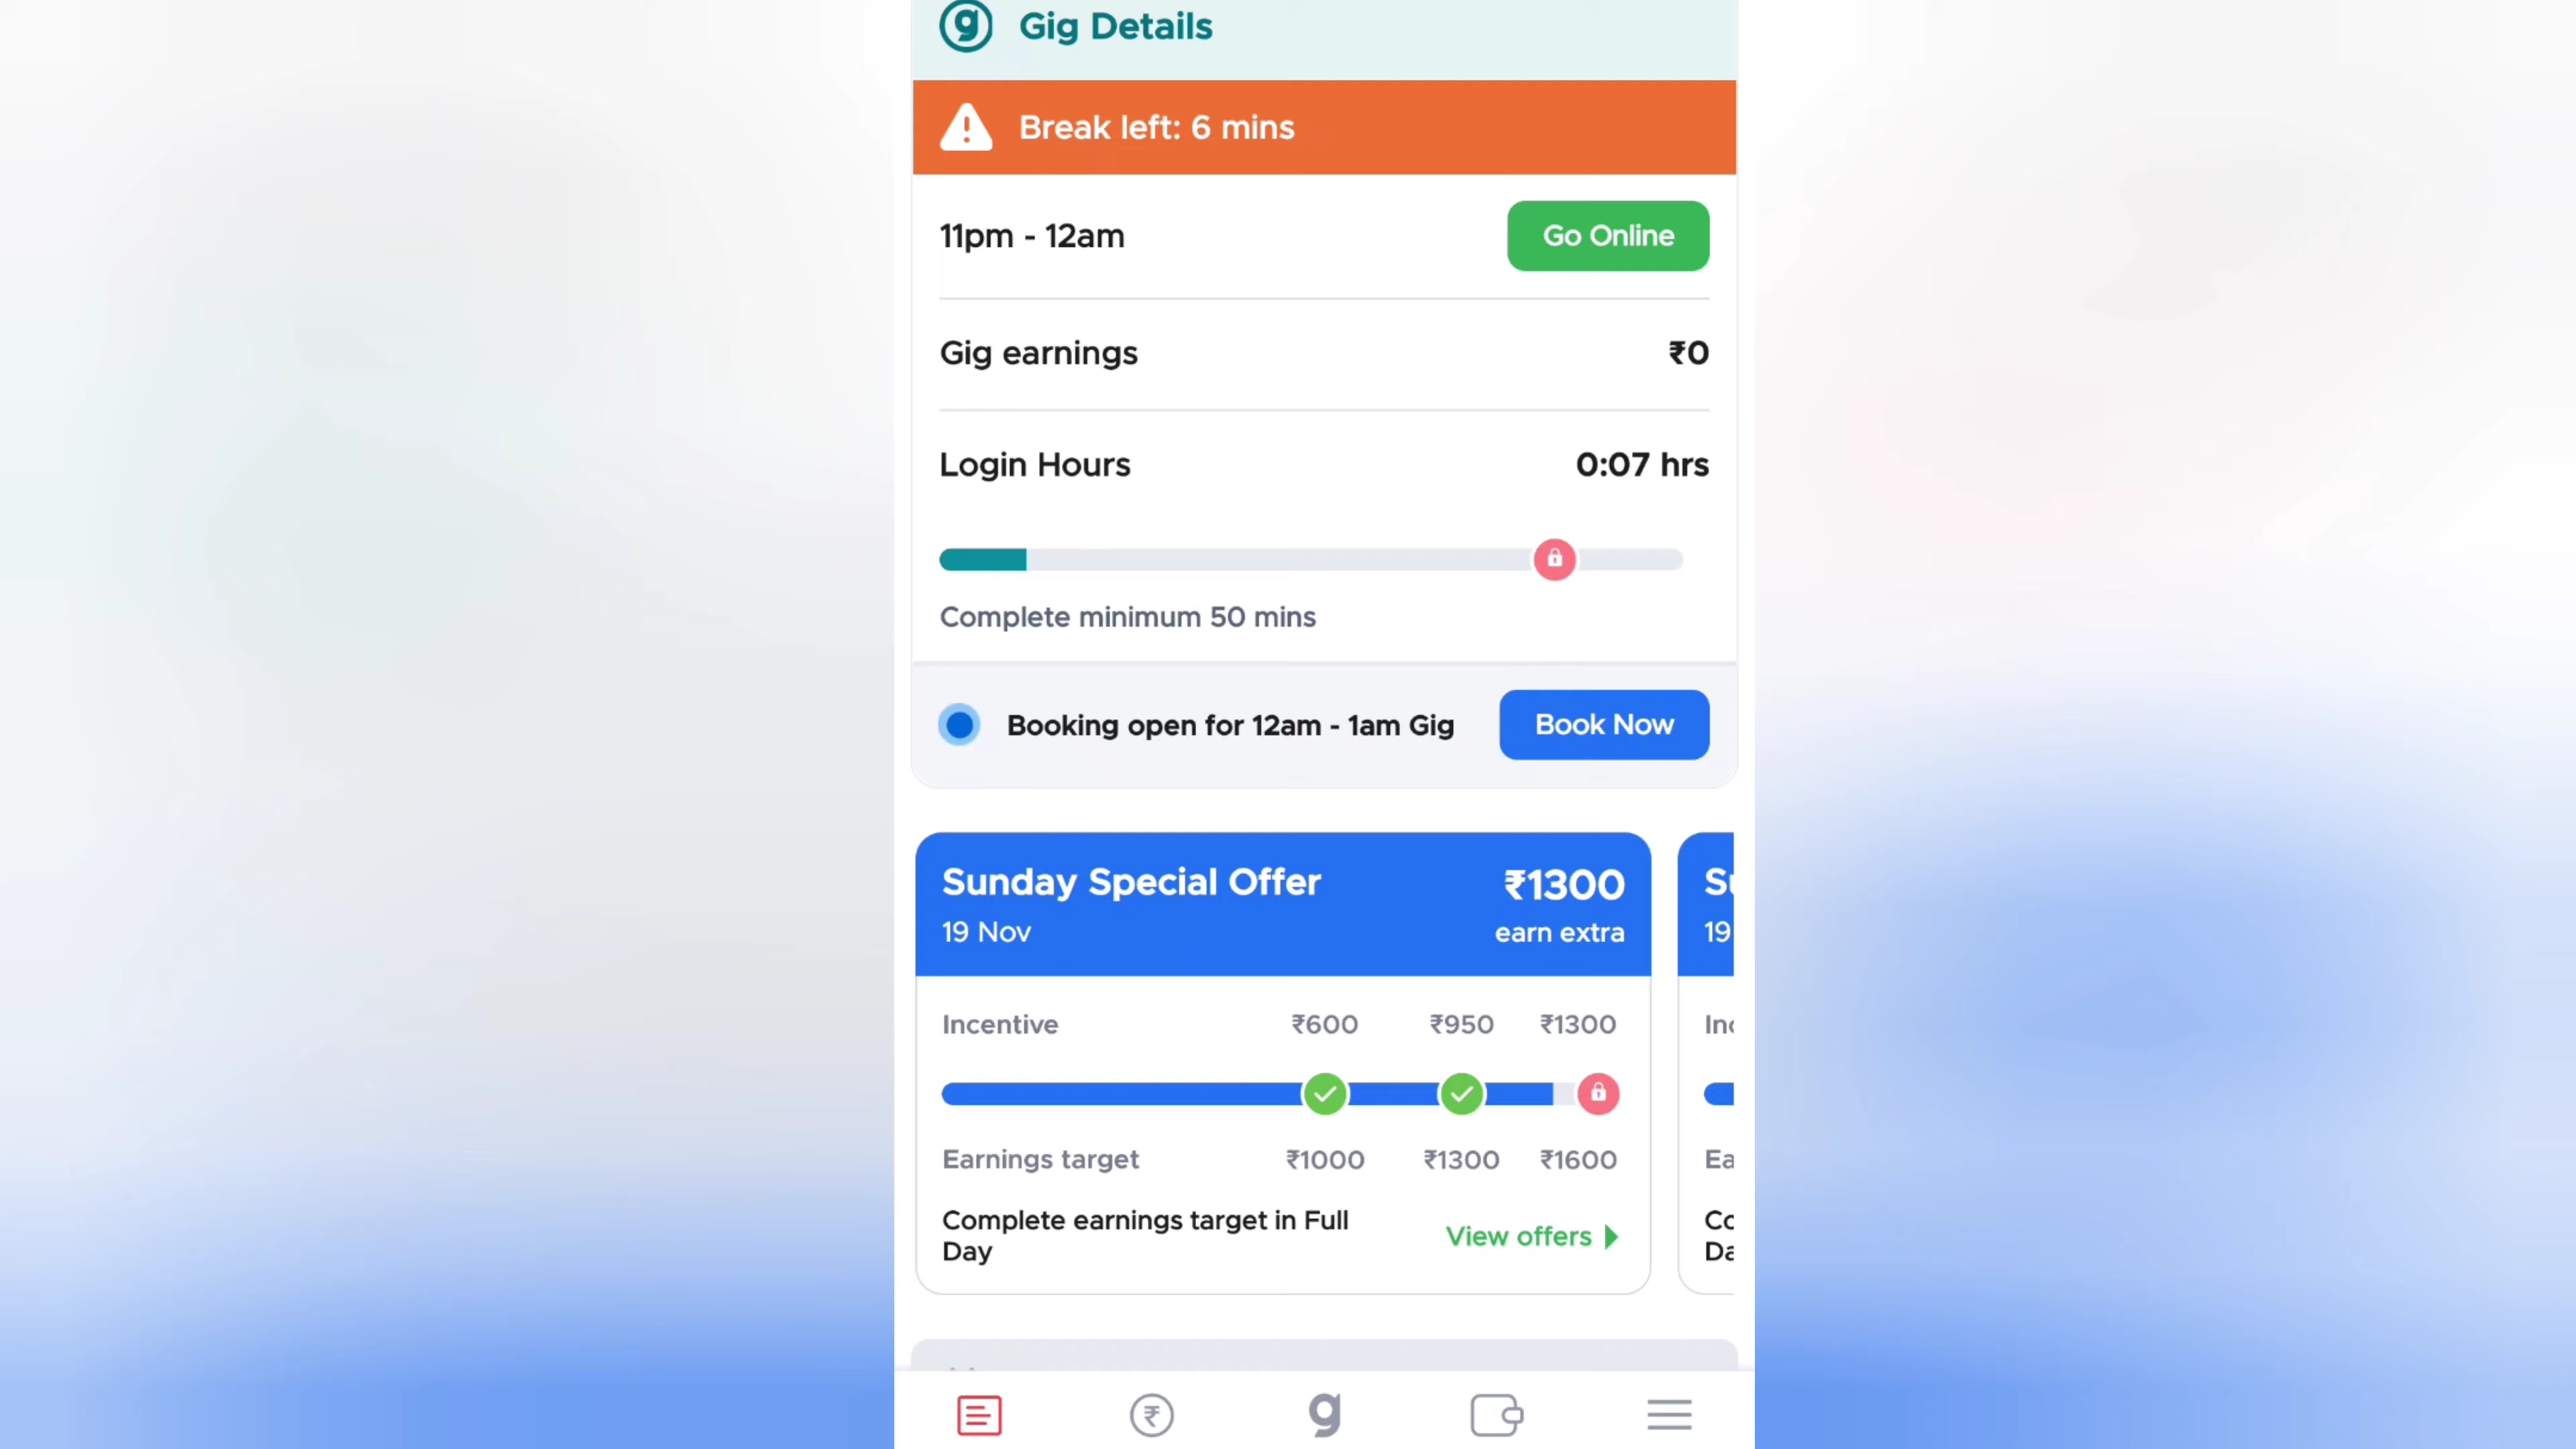 g Gig Details
Break left: 6 mins
11pm - 12am Go Online
Gig earnings ₹0
Login Hours 0:07 hrs
Complete minimum 50 mins
Booking open for 12am - 1am Gig Book Now
Sunday Special Offer ₹1300
19 Nov earn extra
Incentive ₹600 ₹950 ₹1300
Earnings target ₹1000 ₹1300 ₹1600
Complete earnings target in Full
Day
View offers
19
₹ g